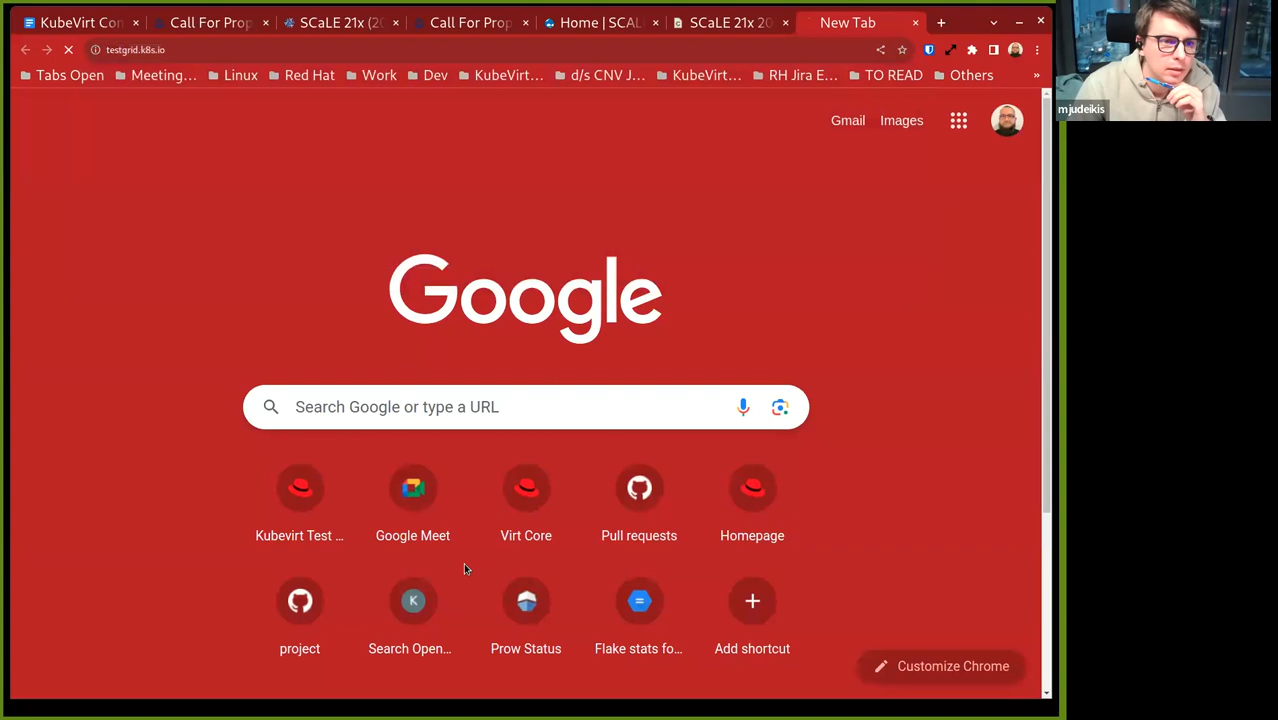 KubeVirt Con
Call For Prop
SCaLE 21x (20
Call For Prop
Home | SCAL
SCaLE 21x 20
New Tab
testgrid.k8s.io
Tabs Open
Meeting...
Linux
Red Hat
Work
Dev
KubeVirt...
d/s CNV J...
KubeVirt...
RH Jira E...
TO READ
Others
»
mjudeikis
Gmail
Images
Google
Search Google or type a URL
Kubevirt Test ...
Google Meet
Virt Core
Pull requests
Homepage
K
project
Search Open...
Prow Status
Flake stats fo...
Add shortcut
Customize Chrome